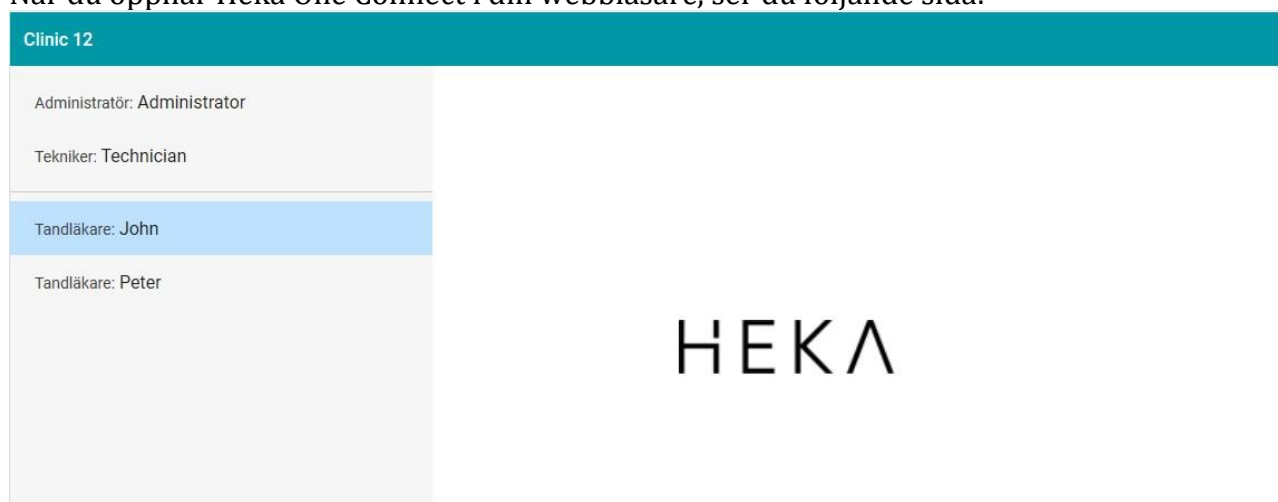 När du öppnar Heka One Connect i din webbläsare, ser du följande sida:
Clinic 12
Administratör: Administrator
Tekniker: Technician
Tandläkare: John
Tandläkare: Peter
HEKA